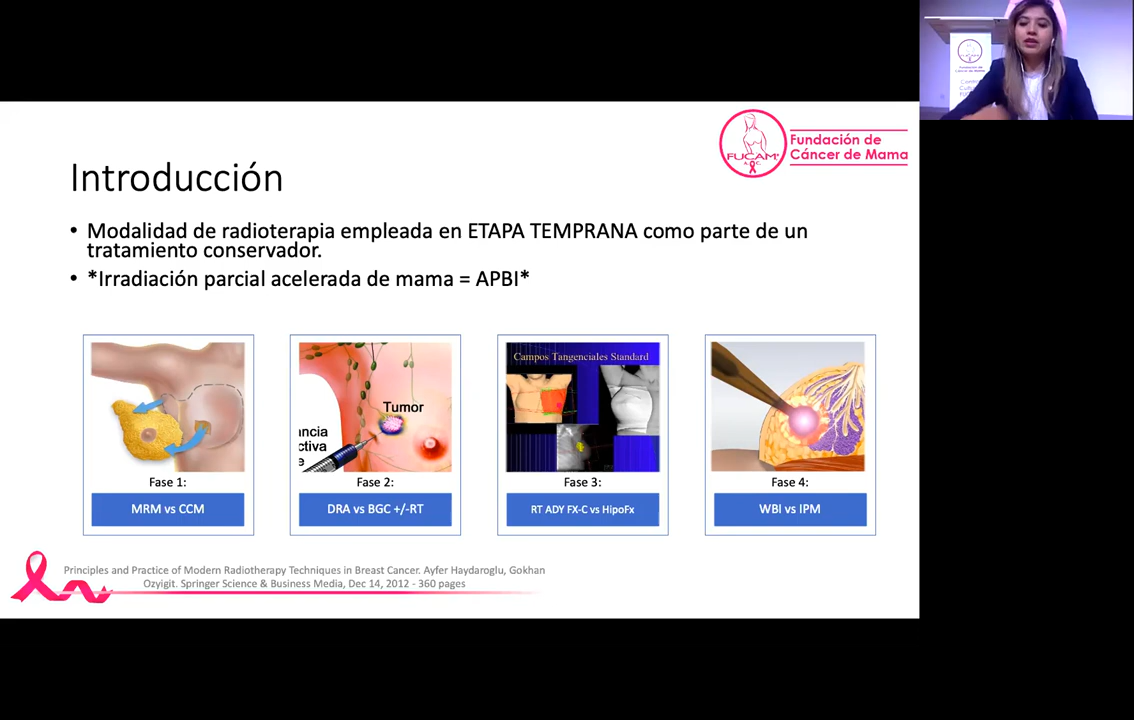 Fundación de
Cáncer de Mama
FUCAM
A. C.
Introducción
• Modalidad de radioterapia empleada en ETAPA TEMPRANA como parte de un
tratamiento conservador.
• *Irradiación parcial acelerada de mama = APBI*
Campos Tangenciales Standard
Tumor
ancia
ctiva
e
Fase 1:
Fase 2:
Fase 3:
Fase 4:
MRM vs CCM
DRA vs BGC +/-RT
RT ADY FX-C vs HipoFx
WBI vs IPM
Principles and Practice of Modern Radiotherapy Techniques in Breast Cancer. Ayfer Haydaroglu, Gokhan
Ozyigit. Springer Science & Business Media, Dec 14, 2012 - 360 pages